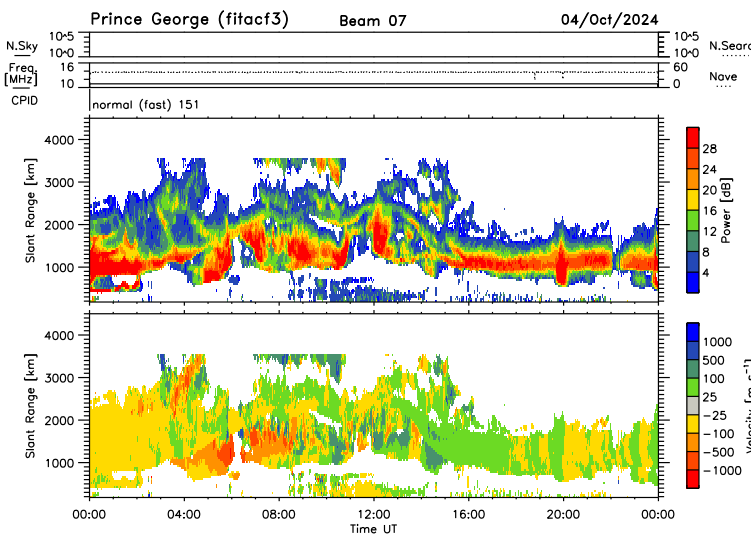 Prince George (fitacf3) Beam 07 04/Oct/2024
N.Sky 10^5 10^0 10^5 10^0 N.Sear
Freq. [MHz] 16 10 60 0 Nave
CPID normal (fast) 151
Slant Range [km] 4000 3000 2000 1000
28 24 20 16 12 8 4 Power [dB]
Slant Range [km] 4000 3000 2000 1000
1000 500 100 25 -25 -100 -500 -1000 Velocity [m s⁻¹]
00:00 04:00 08:00 12:00 16:00 20:00 00:00
Time UT